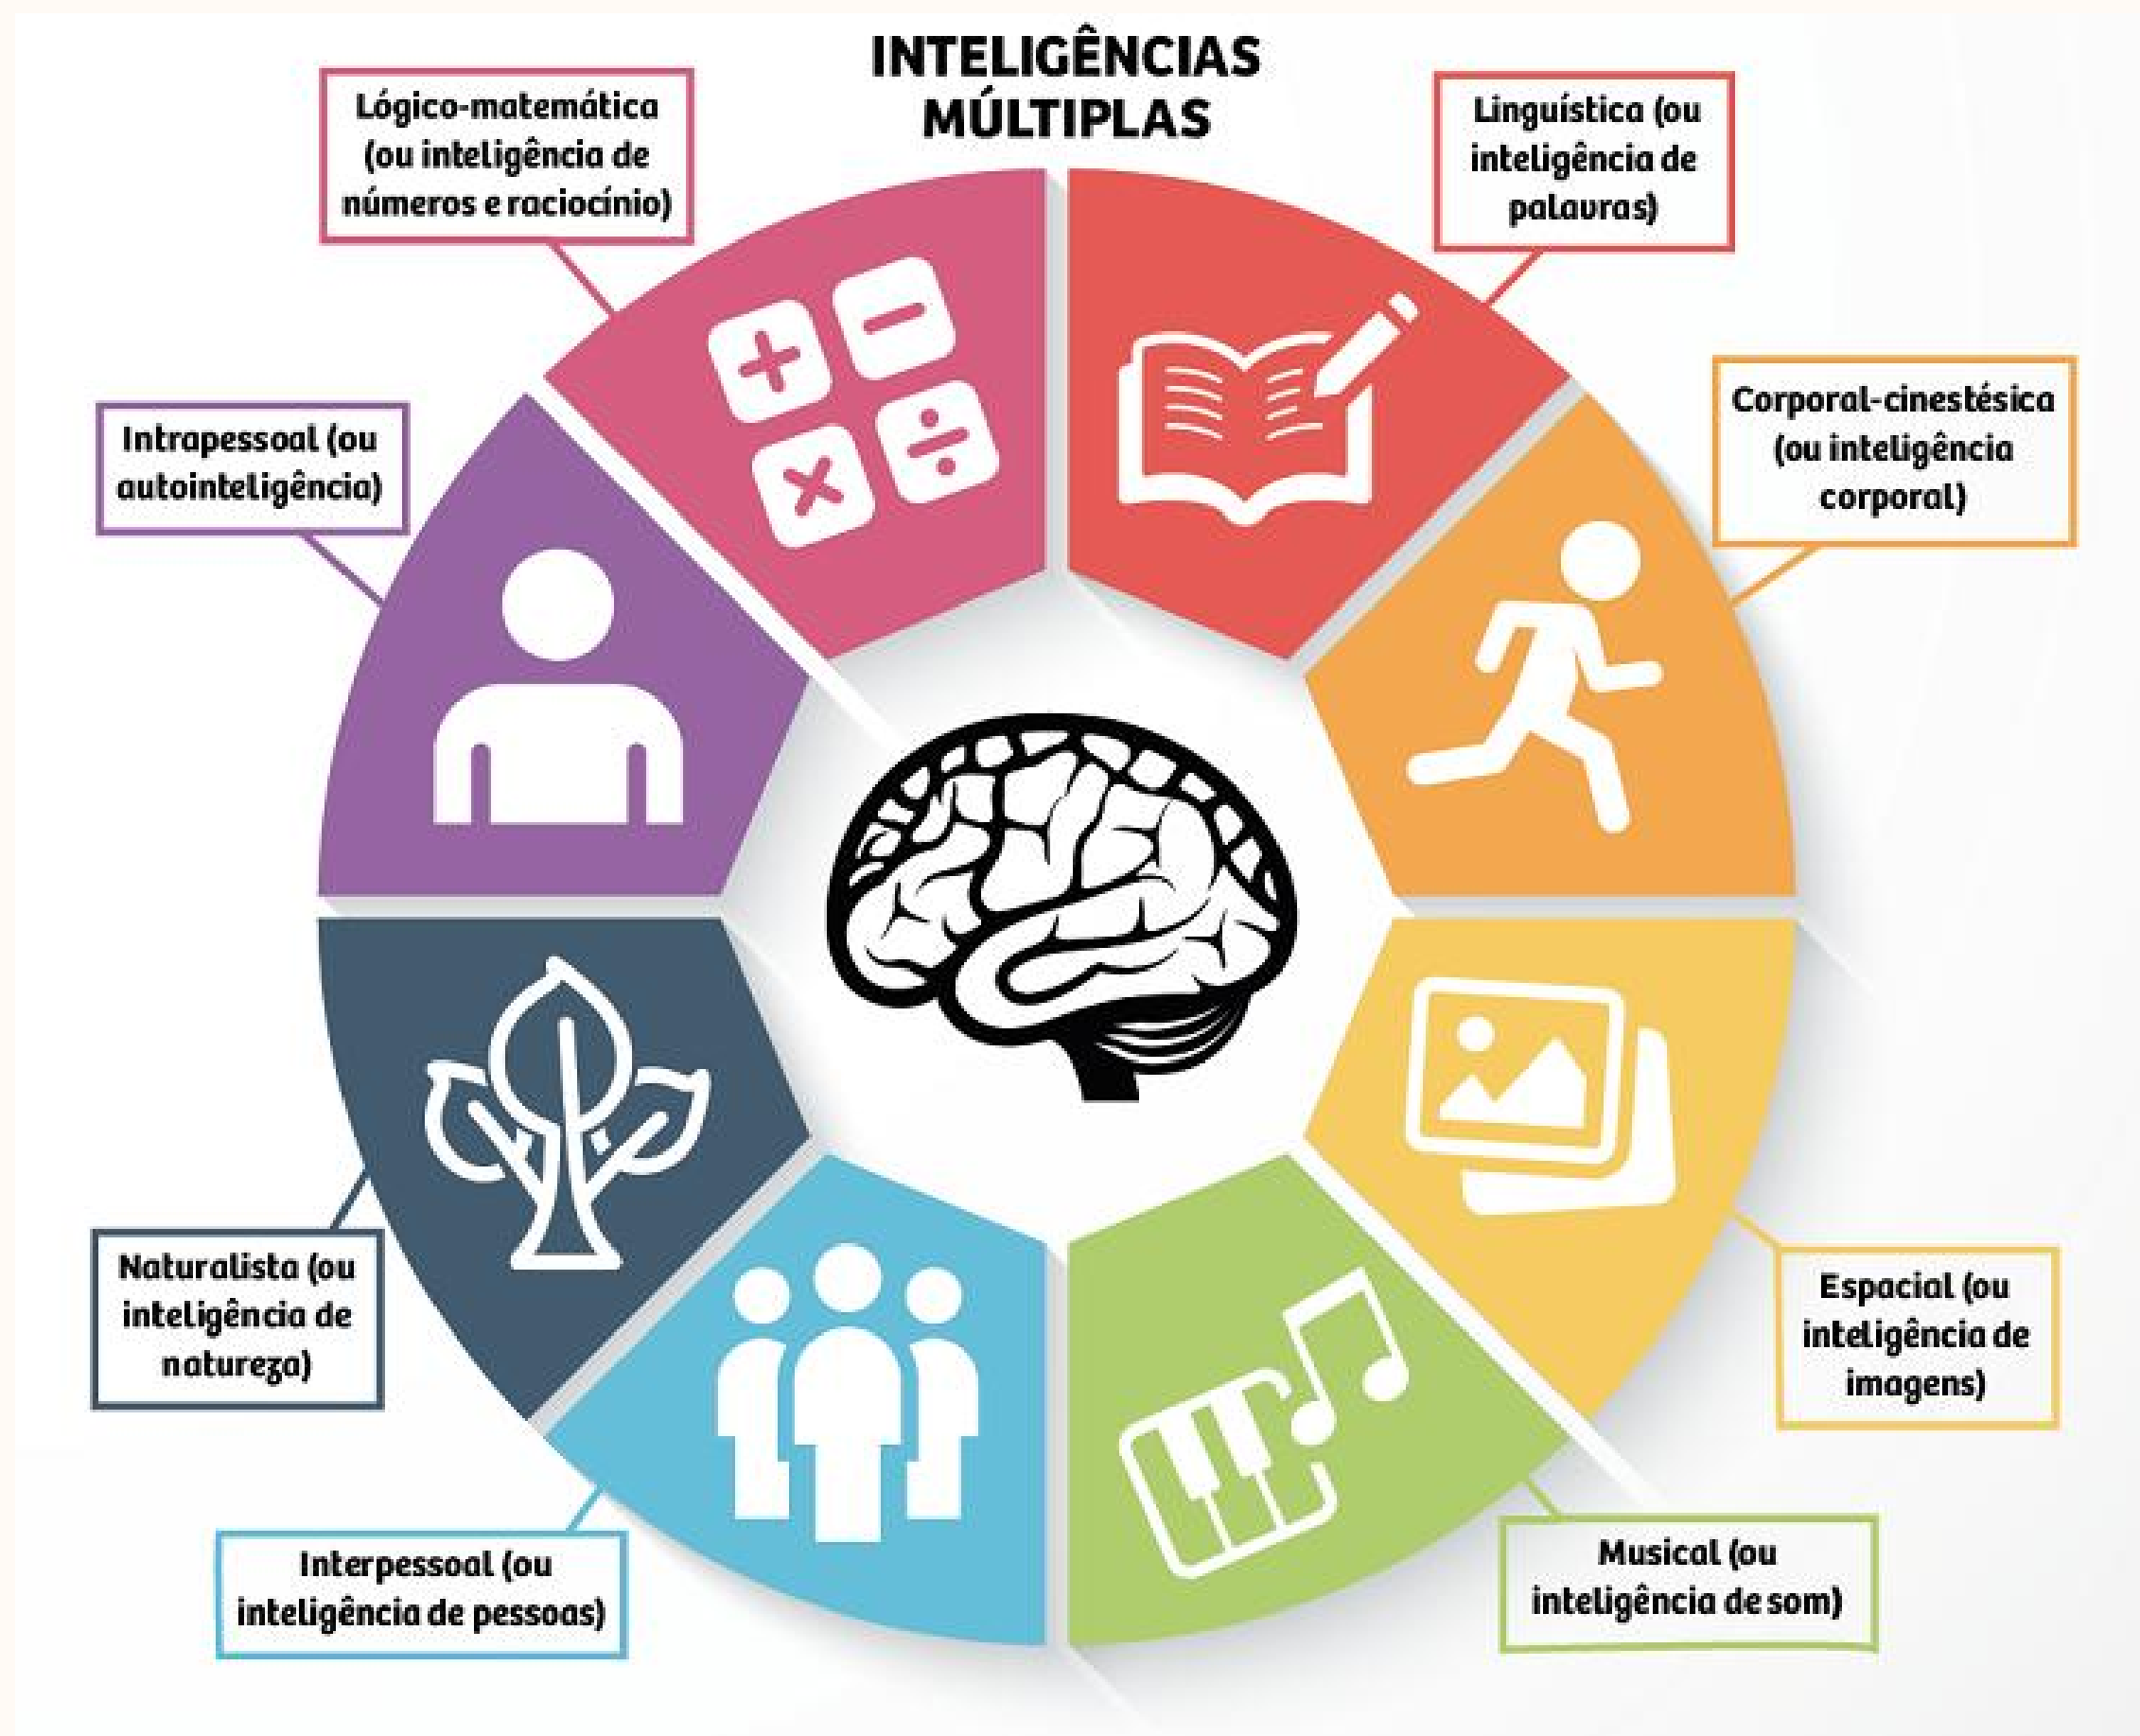 INTELIGÊNCIAS
MÚLTIPLAS
Lógico-matemática
(ou inteligência de
números e raciocínio)
Linguística (ou
inteligência de
palavras)
Corporal-cinestésica
(ou inteligência
corporal)
Intrapessoal (ou
autointeligência)
Naturalista (ou
inteligência de
natureza)
Espacial (ou
inteligência de
imagens)
Interpessoal (ou
inteligência de pessoas)
Musical (ou
inteligência de som)